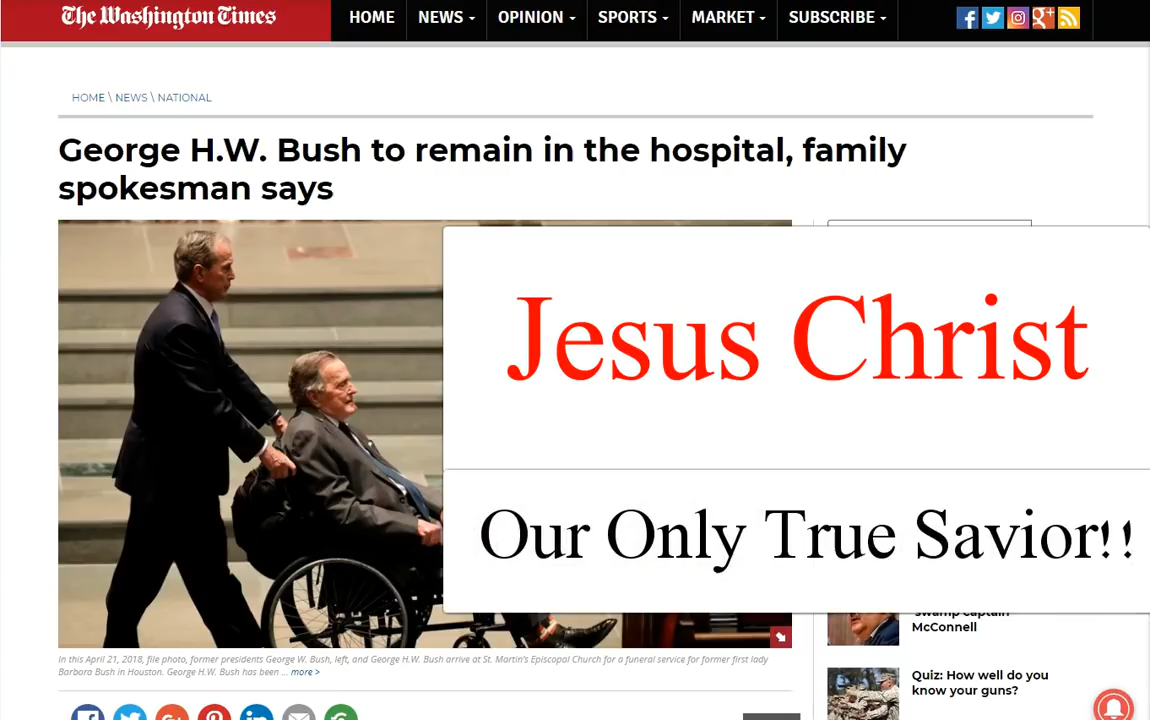 The Washington Times
HOME NEWS OPINION SPORTS MARKET SUBSCRIBE
HOME \ NEWS \ NATIONAL
George H.W. Bush to remain in the hospital, family
spokesman says
Jesus Christ
Our Only True Savior!!
swamp captain'
McConnell
In this April 21, 2018, file photo, former presidents George W. Bush, left, and George H.W. Bush arrive at St. Martin's Episcopal Church for a funeral service for former first lady
Barbara Bush in Houston. George H.W. Bush has been ... more >
Quiz: How well do you
know your guns?